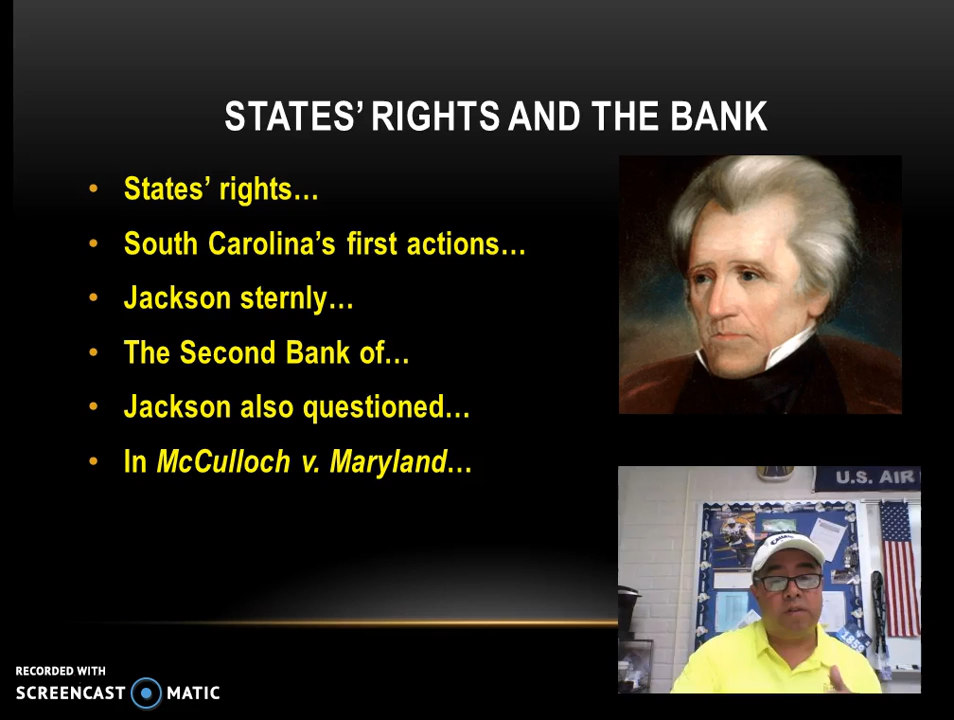 STATES’ RIGHTS AND THE BANK
• States’ rights…
• South Carolina’s first actions…
• Jackson sternly…
• The Second Bank of…
• Jackson also questioned…
• In McCulloch v. Maryland…
U.S. AIR
1859
RECORDED WITH
SCREENCAST MATIC